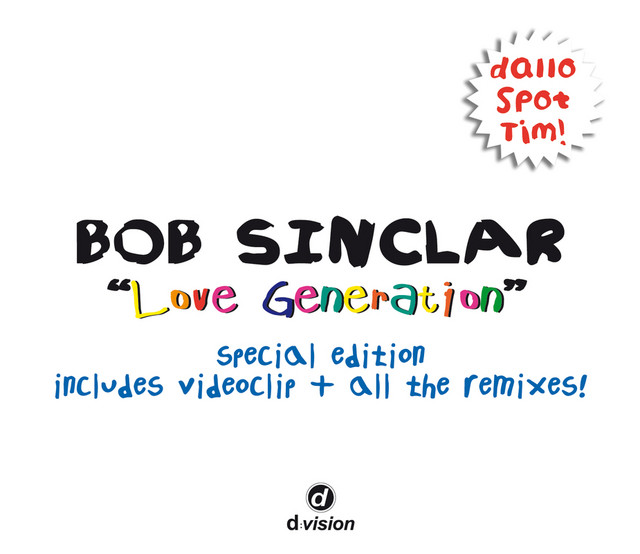 dallo
Spot
Tim!
BOB SINCLAR
“Love Generation”
special edition
includes videoclip + all the remixes!
d
d:vision